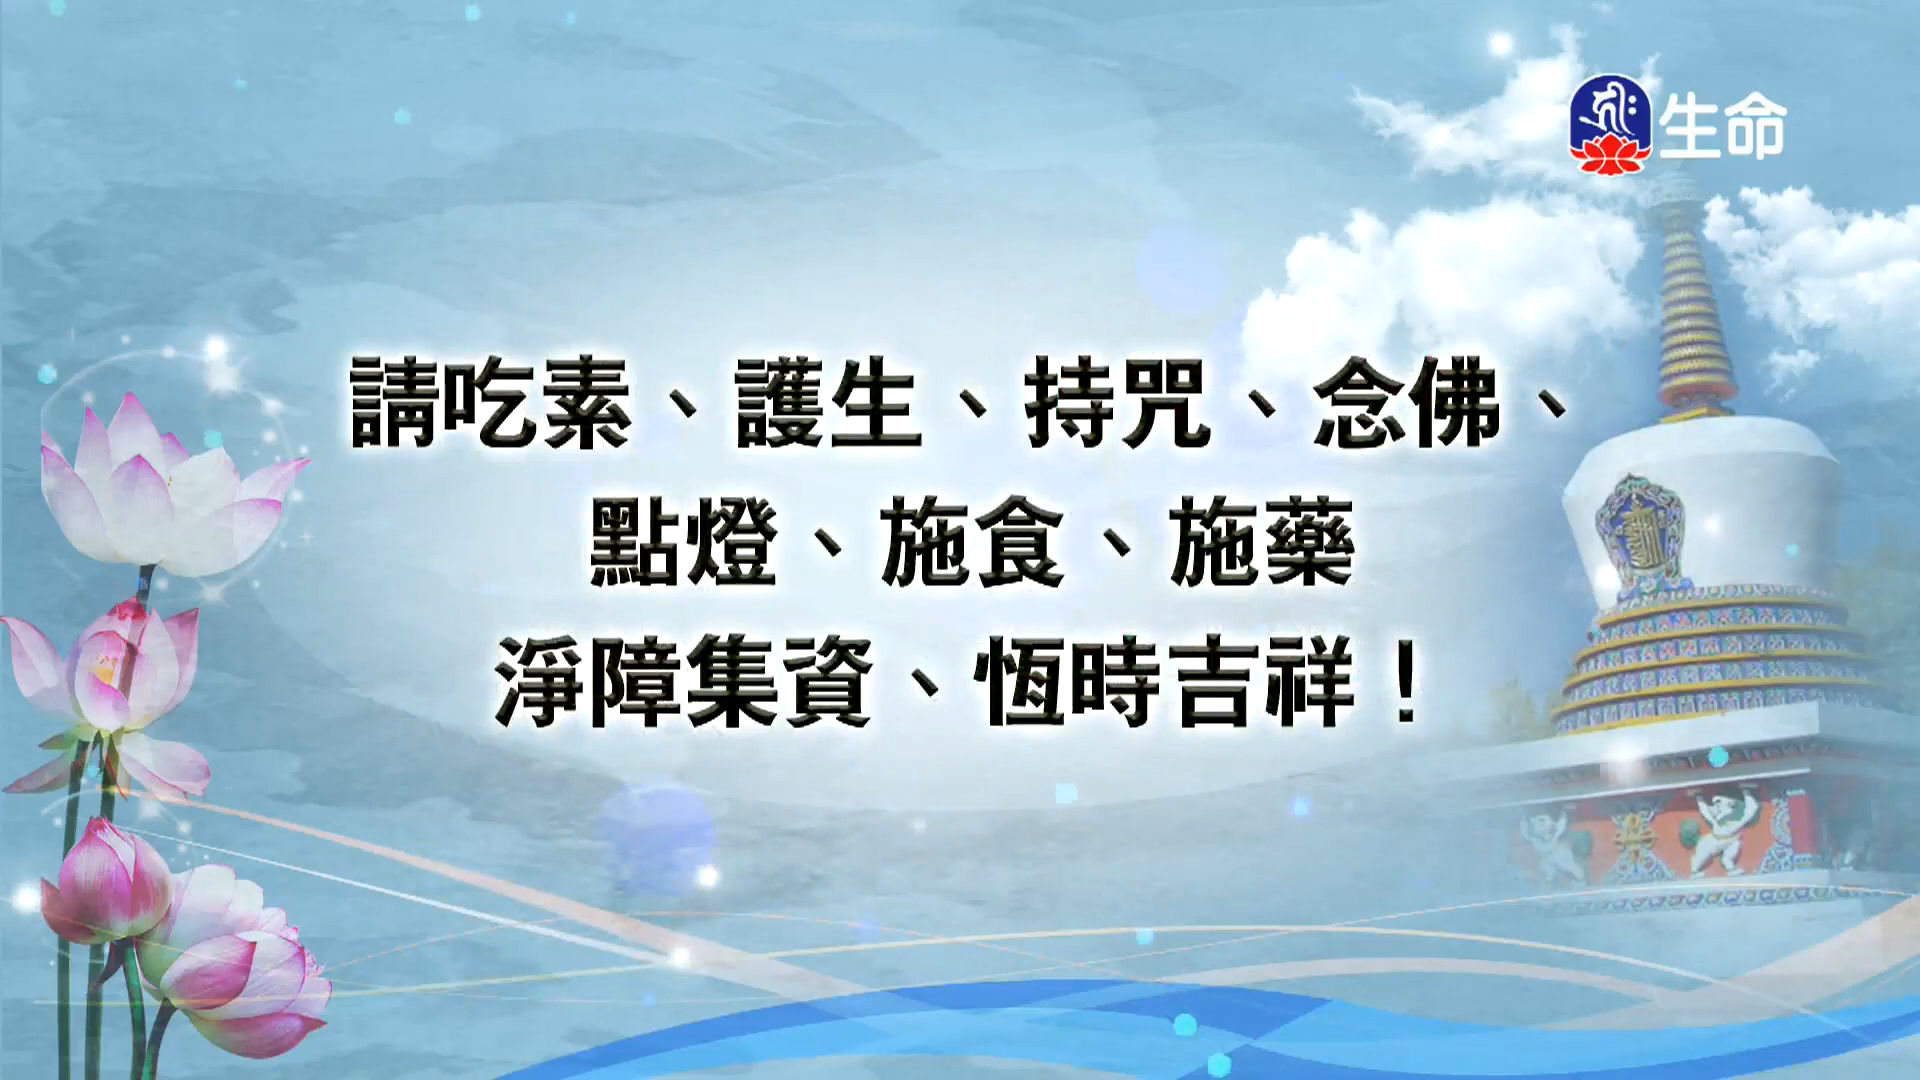 生命
請吃素、護生、持咒、念佛、
點燈、施食、施藥
淨障集資、恆時吉祥！